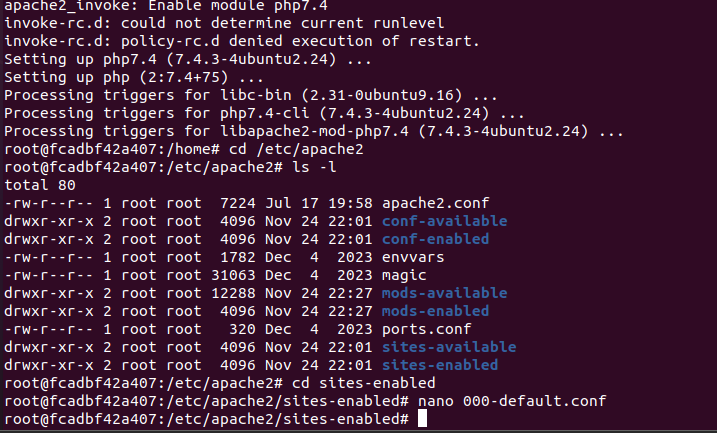 apache2_invoke: Enable module php7.4
invoke-rc.d: could not determine current runlevel
invoke-rc.d: policy-rc.d denied execution of restart.
Setting up php7.4 (7.4.3-4ubuntu2.24) ...
Setting up php (2:7.4+75) ...
Processing triggers for libc-bin (2.31-0ubuntu9.16) ...
Processing triggers for php7.4-cli (7.4.3-4ubuntu2.24) ...
Processing triggers for libapache2-mod-php7.4 (7.4.3-4ubuntu2.24) ...
root@fcadbf42a407:/home# cd /etc/apache2
root@fcadbf42a407:/etc/apache2# ls -l
total 80
-rw-r--r-- 1 root root  7224 Jul 17 19:58 apache2.conf
drwxr-xr-x 2 root root  4096 Nov 24 22:01 conf-available
drwxr-xr-x 2 root root  4096 Nov 24 22:01 conf-enabled
-rw-r--r-- 1 root root  1782 Dec  4  2023 envvars
-rw-r--r-- 1 root root 31063 Dec  4  2023 magic
drwxr-xr-x 2 root root 12288 Nov 24 22:27 mods-available
drwxr-xr-x 2 root root  4096 Nov 24 22:27 mods-enabled
-rw-r--r-- 1 root root   320 Dec  4  2023 ports.conf
drwxr-xr-x 2 root root  4096 Nov 24 22:01 sites-available
drwxr-xr-x 2 root root  4096 Nov 24 22:01 sites-enabled
root@fcadbf42a407:/etc/apache2# cd sites-enabled
root@fcadbf42a407:/etc/apache2/sites-enabled# nano 000-default.conf
root@fcadbf42a407:/etc/apache2/sites-enabled#